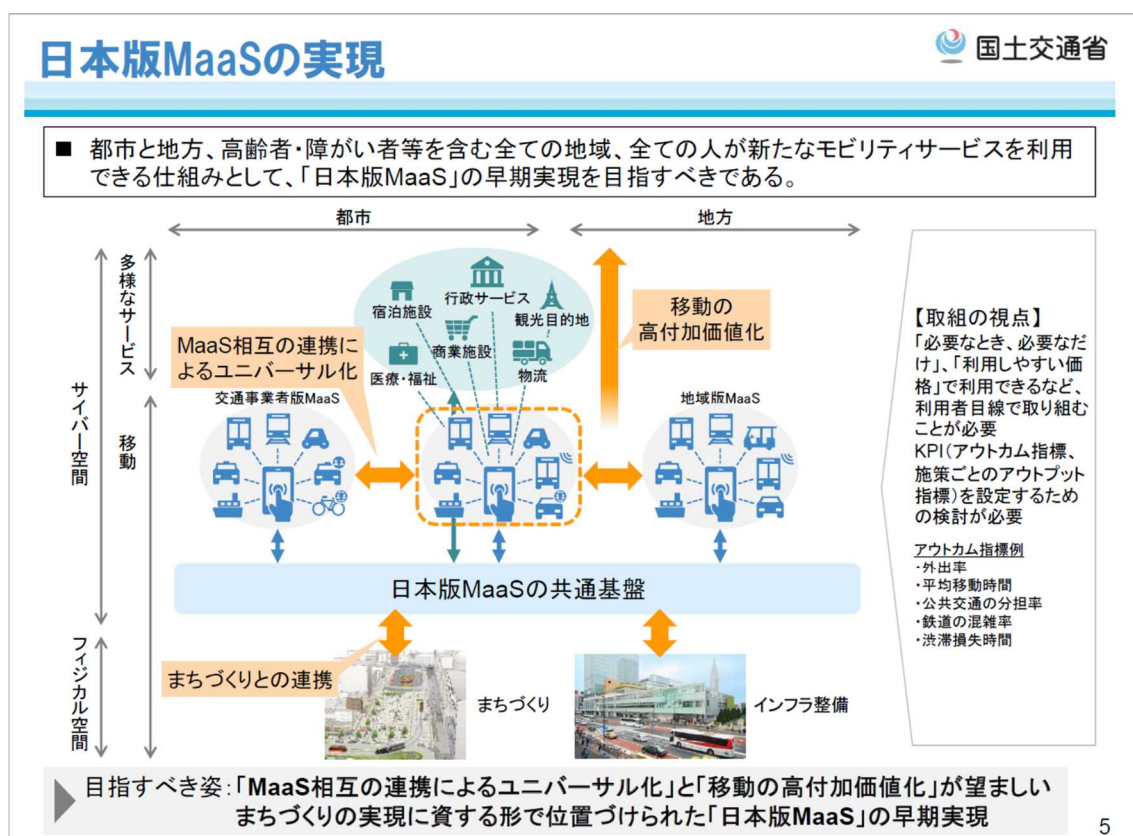 日本版MaaSの実現
国土交通省
■ 都市と地方、高齢者・障がい者等を含む全ての地域、全ての人が新たなモビリティサービスを利用
できる仕組みとして、「日本版MaaS」の早期実現を目指すべきである。
都市
地方
多様なサービス
サイバー空間
移動
フィジカル空間
宿泊施設
行政サービス
観光目的地
商業施設
医療・福祉
物流
移動の
高付加価値化
MaaS相互の連携に
よるユニバーサル化
交通事業者版MaaS
地域版MaaS
日本版MaaSの共通基盤
まちづくりとの連携
まちづくり
インフラ整備
【取組の視点】
「必要なとき、必要なだ
け」、「利用しやすい価
格」で利用できるなど、
利用者目線で取り組む
ことが必要
KPI(アウトカム指標、
施策ごとのアウトプット
指標)を設定するため
の検討が必要
アウトカム指標例
・外出率
・平均移動時間
・公共交通の分担率
・鉄道の混雑率
・渋滞損失時間
目指すべき姿:「MaaS相互の連携によるユニバーサル化」と「移動の高付加価値化」が望ましい
まちづくりの実現に資する形で位置づけられた「日本版MaaS」の早期実現
5